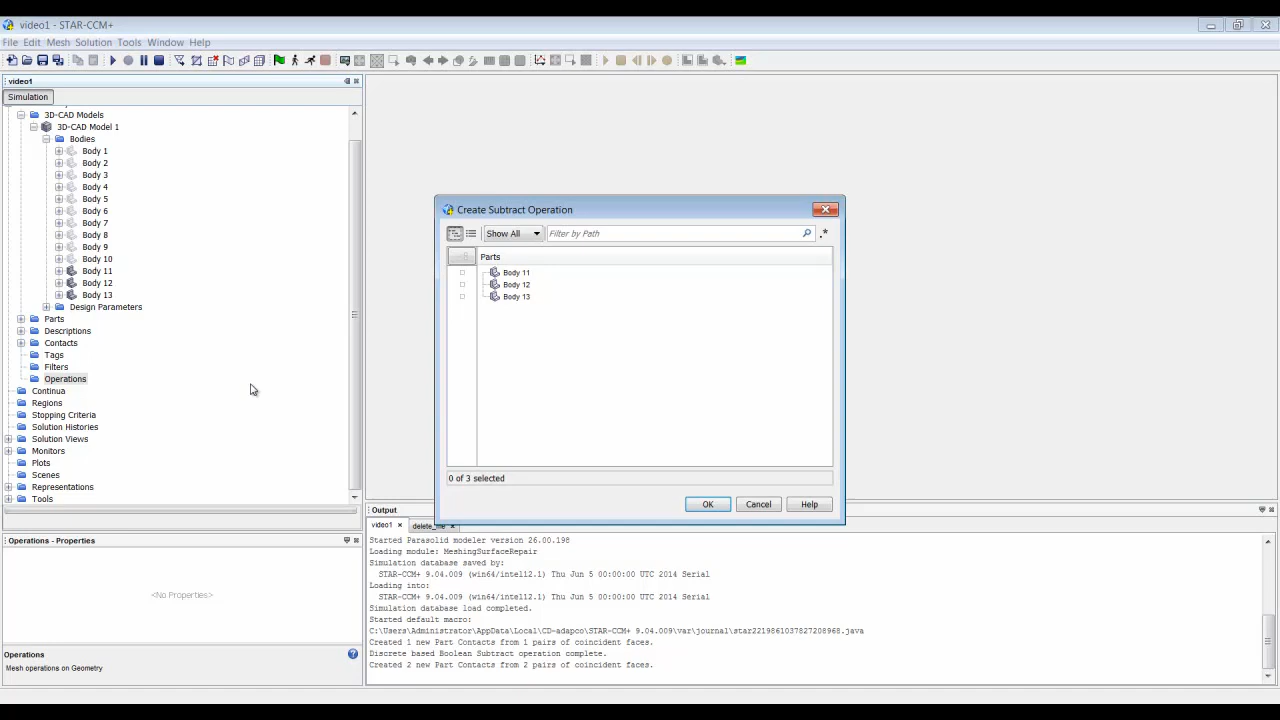 video1 - STAR-CCM+
File Edit Mesh Solution Tools Window Help
video1
Simulation
3D-CAD Models
3D-CAD Model 1
Bodies
Body 1
Body 2
Body 3
Body 4
Body 5
Body 6
Body 7
Body 8
Body 9
Body 10
Body 11
Body 12
Body 13
Design Parameters
Parts
Descriptions
Contacts
Tags
Filters
Operations
Continua
Regions
Stopping Criteria
Solution Histories
Solution Views
Monitors
Plots
Scenes
Representations
Tools
Operations - Properties
<No Properties>
Operations
Mesh operations on Geometry
Create Subtract Operation
Show All
Filter by Path
.*
Parts
Body 11
Body 12
Body 13
0 of 3 selected
OK Cancel Help
Output
video1 delete_me
Started Parasolid modeler version 26.00.198
Loading module: MeshingSurfaceRepair
Simulation database saved by:
STAR-CCM+ 9.04.009 (win64/intel12.1) Thu Jun 5 00:00:00 UTC 2014 Serial
Loading into:
STAR-CCM+ 9.04.009 (win64/intel12.1) Thu Jun 5 00:00:00 UTC 2014 Serial
Simulation database load completed.
Started default macro:
C:\Users\Administrator\AppData\Local\CD-adapco\STAR-CCM+ 9.04.009\var\journal\star2219861037827208968.java
Created 1 new Part Contacts from 1 pairs of coincident faces.
Discrete based Boolean Subtract operation complete.
Created 2 new Part Contacts from 2 pairs of coincident faces.